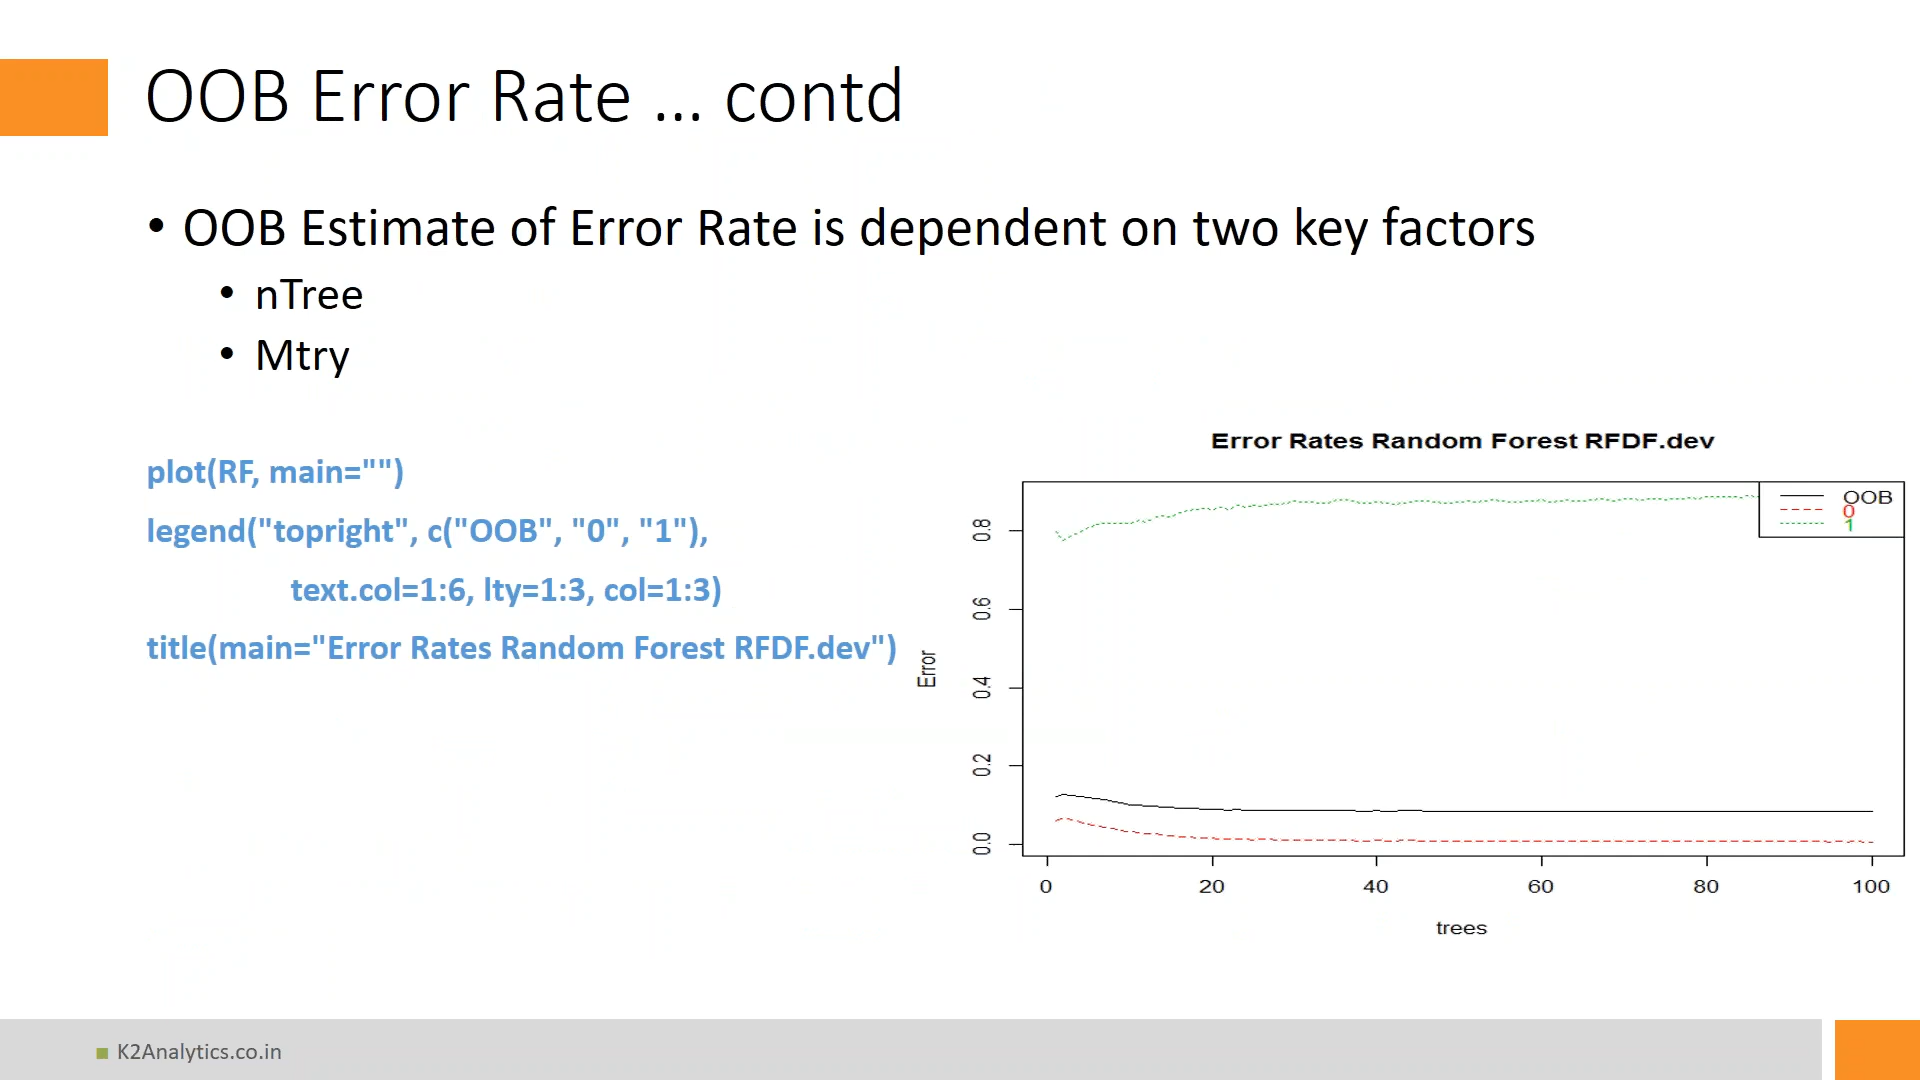 OOB Error Rate ... contd
• OOB Estimate of Error Rate is dependent on two key factors
• nTree
• Mtry
plot(RF, main="")
legend("topright", c("OOB", "0", "1"),
text.col=1:6, lty=1:3, col=1:3)
title(main="Error Rates Random Forest RFDF.dev")
Error Rates Random Forest RFDF.dev
OOB
0
1
Error
0.8
0.6
0.4
0.2
0.0
0 20 40 60 80 100
trees
K2Analytics.co.in